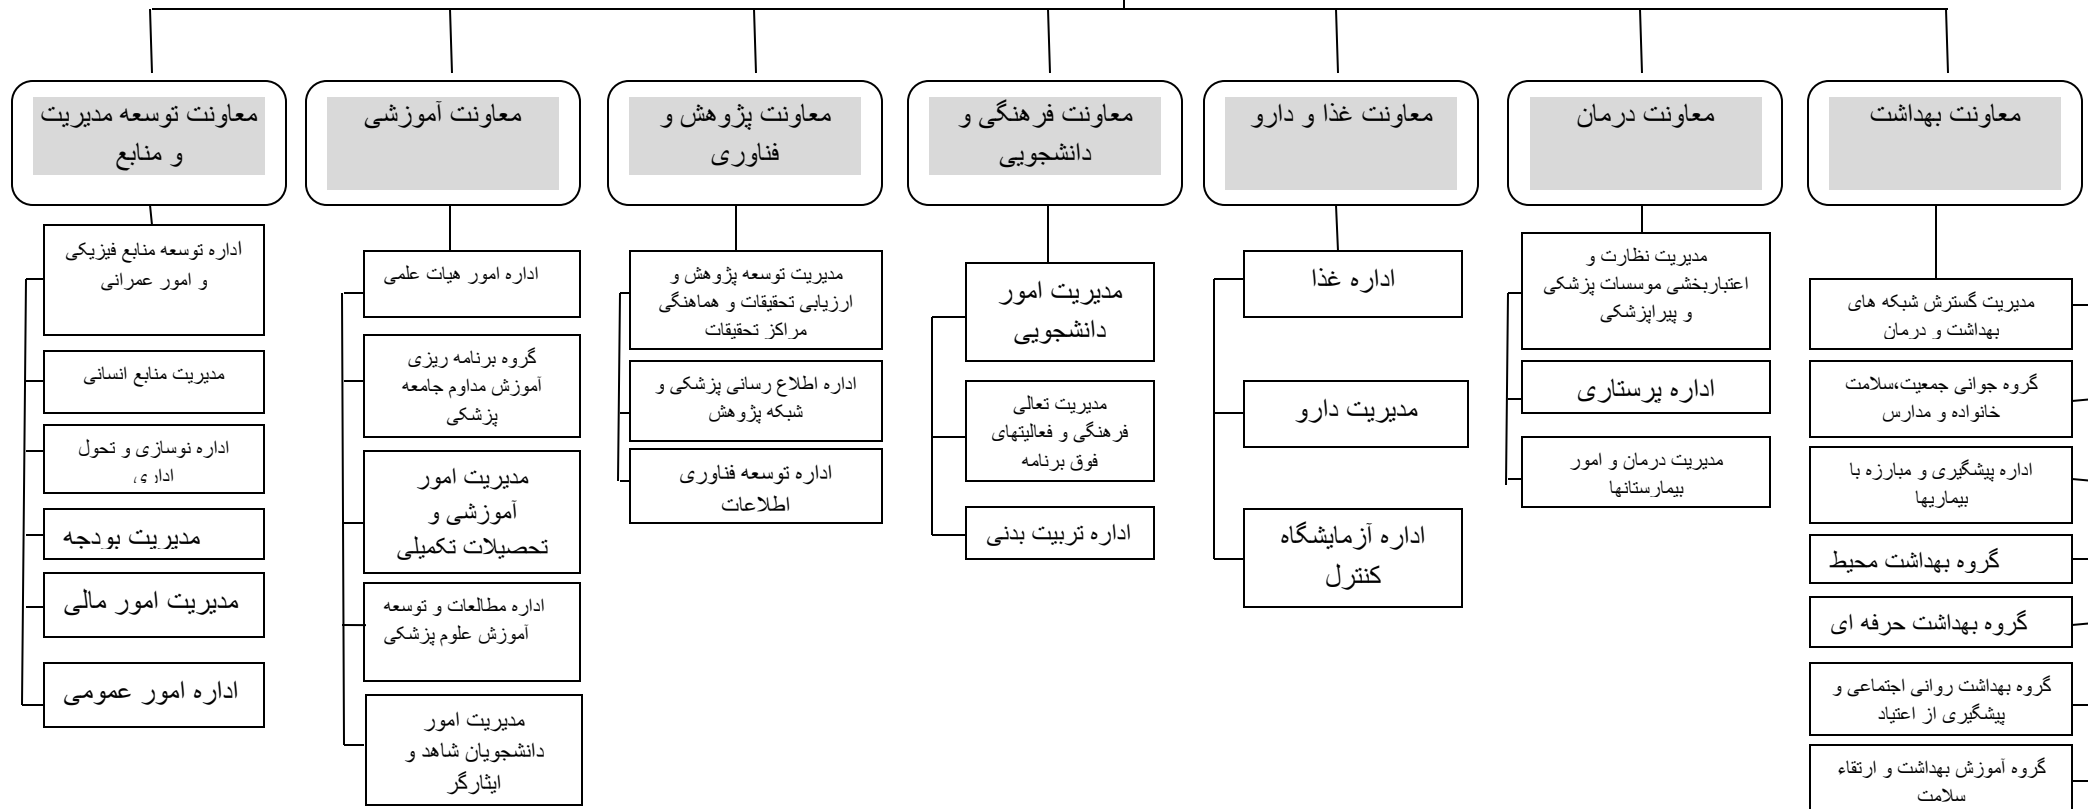 معاونت بهداشت
معاونت درمان
معاونت غذا و دارو
معاونت فرهنگی و
دانشجویی
معاونت پژوهش و
فناوری
معاونت آموزشی
معاونت توسعه مدیریت
و منابع
مدیریت گسترش شبکه های
بهداشت و درمان
گروه جوانی جمعیت،سلامت
خانواده و مدارس
اداره پیشگیری و مبارزه با
بیماریها
گروه بهداشت محیط
گروه بهداشت حرفه ای
گروه بهداشت روانی اجتماعی و
پیشگیری از اعتیاد
گروه آموزش بهداشت و ارتقاء
سلامت
مدیریت نظارت و
اعتباربخشی موسسات پزشکی
و پیراپزشکی
اداره پرستاری
مدیریت درمان و امور
بیمارستانها
اداره غذا
مدیریت دارو
اداره آزمایشگاه
کنترل
مدیریت امور
دانشجویی
مدیریت تعالی
فرهنگی و فعالیتهای
فوق برنامه
اداره تربیت بدنی
مدیریت توسعه پژوهش و
ارزیابی تحقیقات و هماهنگی
مراکز تحقیقات
اداره اطلاع رسانی پزشکی و
شبکه پژوهش
اداره توسعه فناوری
اطلاعات
اداره امور هیات علمی
گروه برنامه ریزی
آموزش مداوم جامعه
پزشکی
مدیریت امور
آموزشی و
تحصیلات تکمیلی
اداره مطالعات و توسعه
آموزش علوم پزشکی
مدیریت امور
دانشجویان شاهد و
ایثارگر
اداره توسعه منابع فیزیکی
و امور عمرانی
مدیریت منابع انسانی
اداره نوسازی و تحول
اداری
مدیریت بودجه
مدیریت امور مالی
اداره امور عمومی